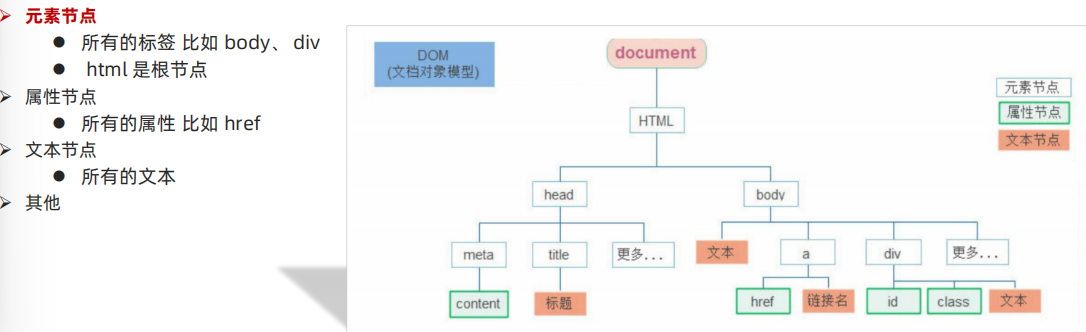 元素节点
所有的标签 比如 body、div
html 是根节点
属性节点
所有的属性 比如 href
文本节点
所有的文本
其他
DOM
(文档对象模型)
document
元素节点
属性节点
文本节点
HTML
head
body
meta
title
更多...
文本
a
div
更多...
content
标题
href
链接名
id
class
文本